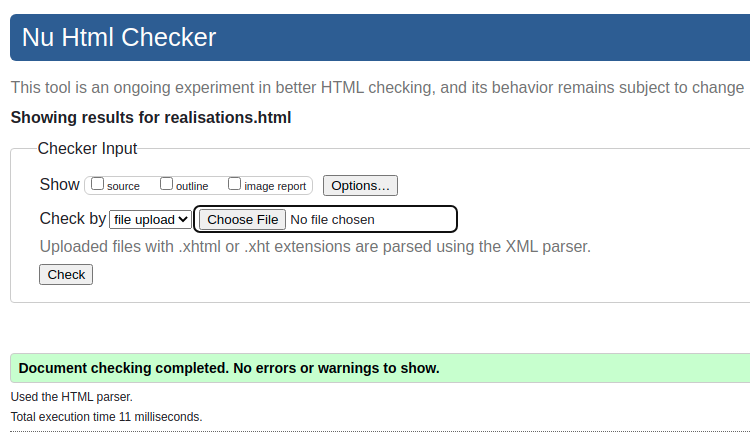 Nu Html Checker
This tool is an ongoing experiment in better HTML checking, and its behavior remains subject to change
Showing results for realisations.html
Checker Input
Show source outline image report Options...
Check by file upload Choose File No file chosen
Uploaded files with .xhtml or .xht extensions are parsed using the XML parser.
Check
Document checking completed. No errors or warnings to show.
Used the HTML parser.
Total execution time 11 milliseconds.